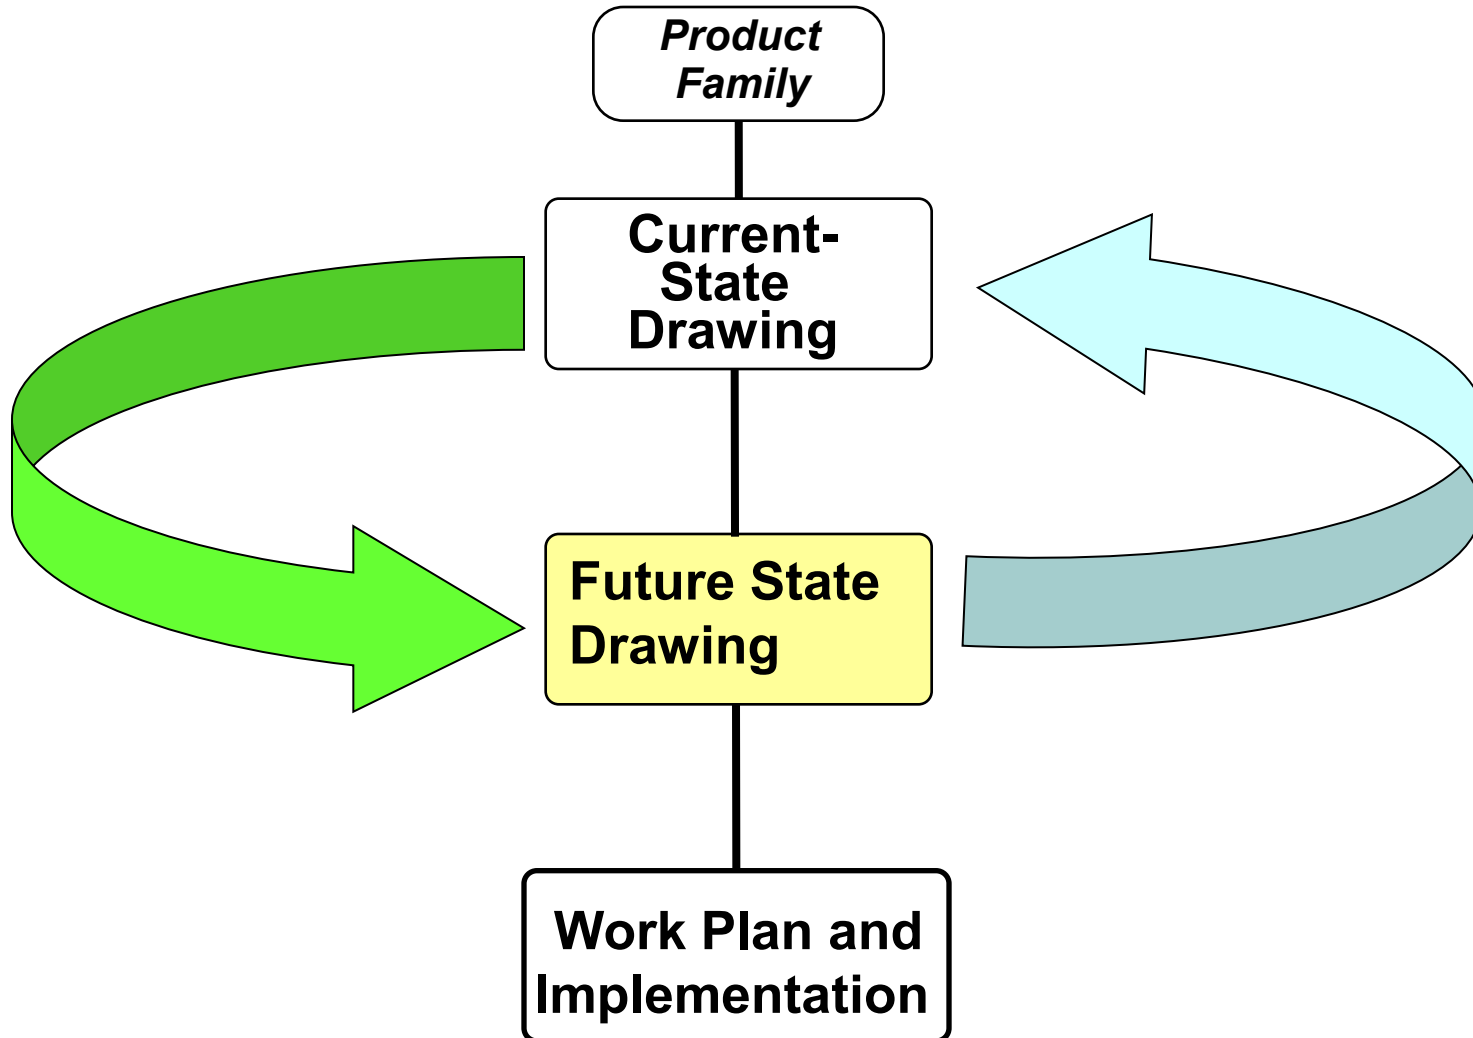 Product
Family
Current-
State
Drawing
Future State
Drawing
Work Plan and
Implementation